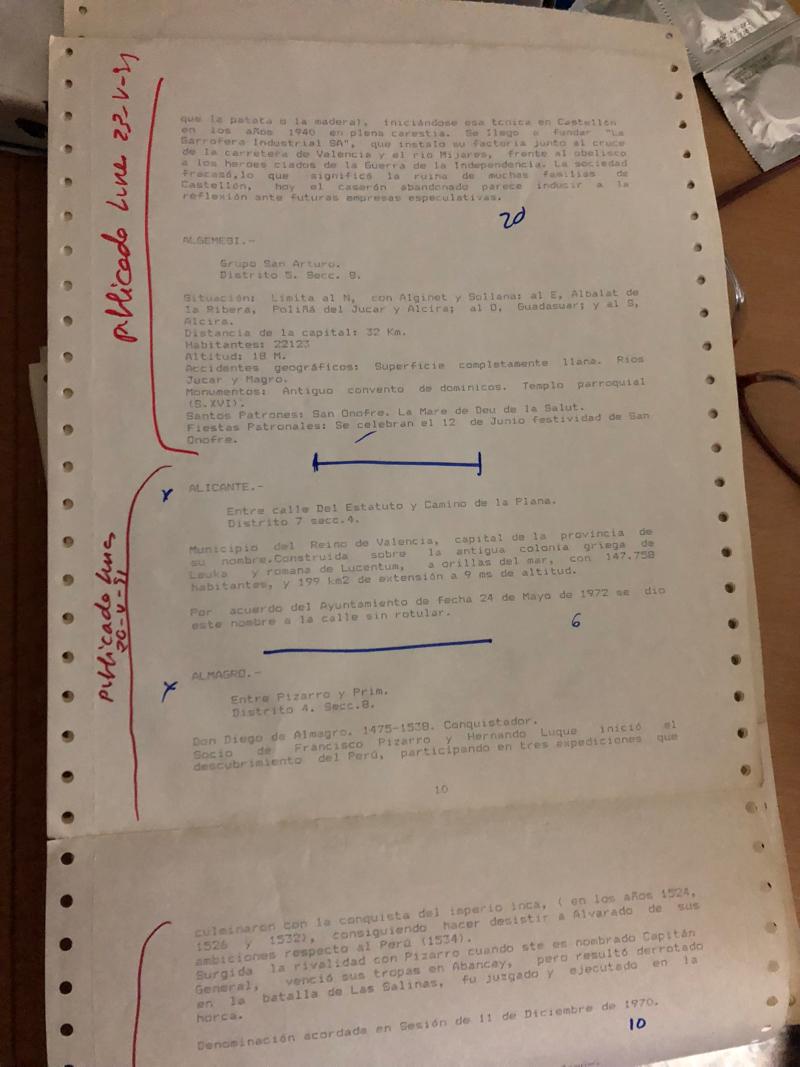 que la patata o la madera), iniciándose esa tcnica en Castellón
en los años 1940 en plena carestia. Se llego a fundar "La
Garrofera Industrial SA", que instalo su factoria junto al cruce
de la carretera de Valencia y el rio Mijares, frente al obelisco
a los heroes ciados de la Guerra de la Independencia. La sociedad
fracasó,lo que significó la ruina de muchas familias de
Castellón, hoy el caserón abandonado parece inducir a la
reflexión ante futuras empresas especulativas.
20
publicado Lunes 27-V-91
ALGEMESI.-
Grupo San Arturo.
Distrito 5. Secc. 8.
Situación: Limita al N, con Alginet y Sollana: al E, Albalat de
la Ribera, Poliñá del Jucar y Alcira; al O, Guadasuar; y al S,
Alcira.
Distancia de la capital: 32 Km.
Habitantes: 22123
Altitud: 18 M.
Accidentes geográficos: Superficie completamente llana. Rios
Jucar y Magro.
Monumentos: Antiguo convento de dominicos. Templo parroquial
(S.XVI).
Santos Patrones: San Onofre. La Mare de Deu de la Salut.
Fiestas Patronales: Se celebran el 12 de Junio festividad de San
Onofre.
x ALICANTE.-
Entre calle Del Estatuto y Camino de la Plana.
Distrito 7 secc.4.
publicado Lunes
20-V-91
Municipio del Reino de Valencia, capital de la provincia de
su nombre.Construida sobre la antigua colonia griega de
Leuka y romana de Lucentum, a orillas del mar, con 147.758
habitantes, y 199 km2 de extensión a 9 ms de altitud.
Por acuerdo del Ayuntamiento de fecha 24 de Mayo de 1972 se dio
este nombre a la calle sin rotular.
6
x ALMAGRO.-
Entre Pizarro y Prim.
Distrito 4. Secc.8.
Don Diego de Almagro. 1475-1538. Conquistador.
Socio de Francisco Pizarro y Hernando Luque inició el
descubrimiento del Perú, participando en tres expediciones que
10
culminaron con la conquista del imperio inca, ( en los años 1524,
1526 y 1532), consiguiendo hacer desistir a Alvarado de sus
ambiciones respecto al Perú (1534).
Surgida la rivalidad con Pizarro cuando ste es nombrado Capitán
General, venció sus tropas en Abancay, pero resultó derrotado
en la batalla de Las Salinas, fu juzgado y ejecutado en la
horca.
Denominación acordada en Sesión de 11 de Diciembre de 1970.
10